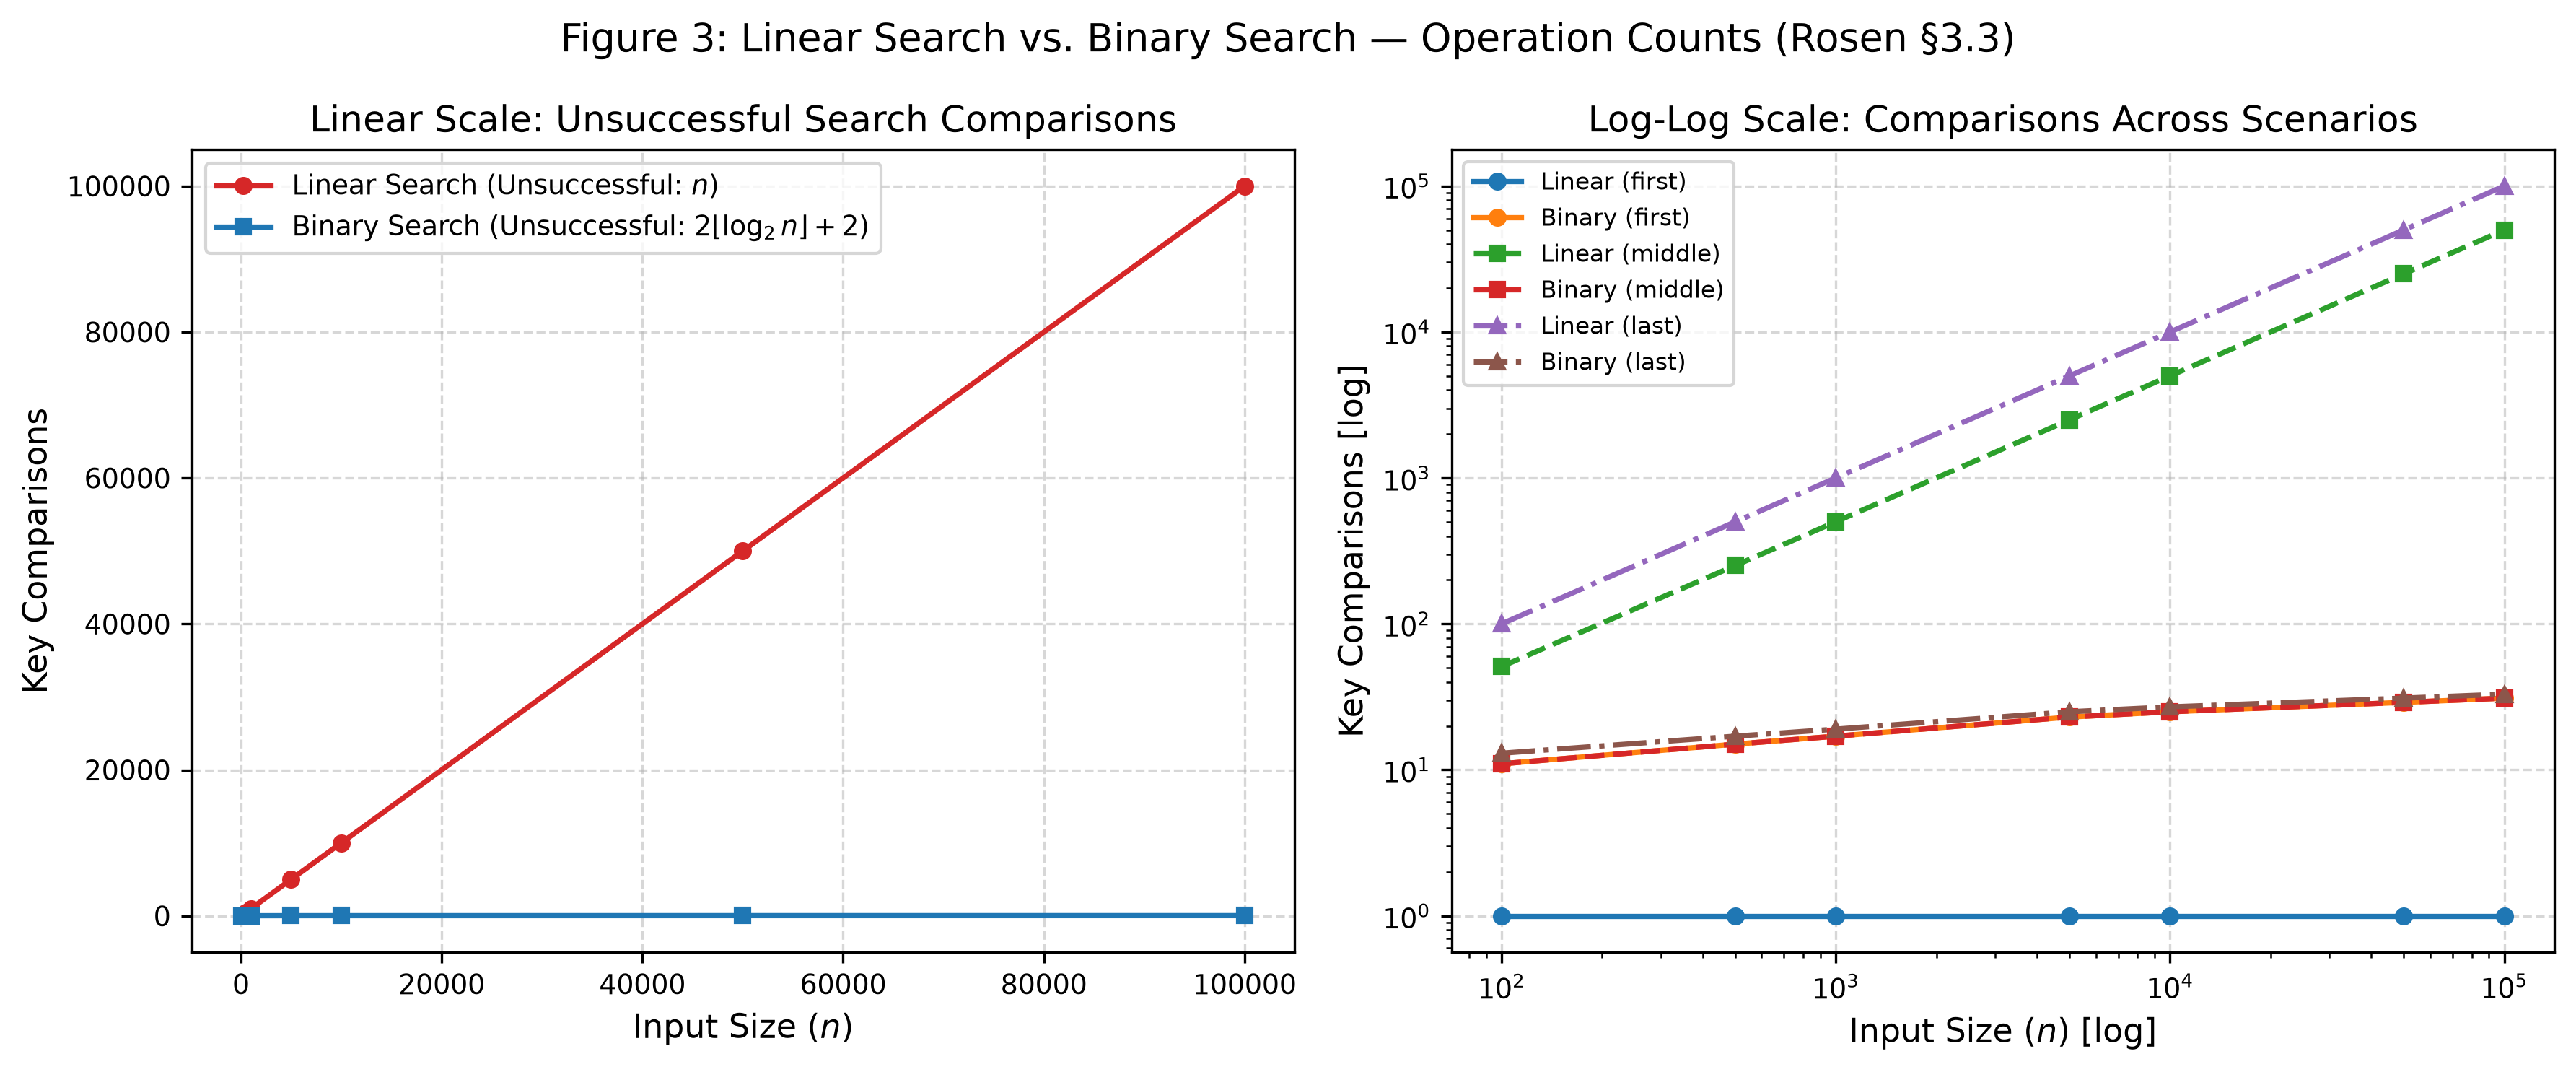 Figure 3: Linear Search vs. Binary Search — Operation Counts (Rosen §3.3)
Linear Scale: Unsuccessful Search Comparisons
Linear Search (Unsuccessful: n)
Binary Search (Unsuccessful: 2⌊log₂ n⌋ + 2)
Key Comparisons
100000
80000
60000
40000
20000
0
0 20000 40000 60000 80000 100000
Input Size (n)
Log-Log Scale: Comparisons Across Scenarios
Linear (first)
Binary (first)
Linear (middle)
Binary (middle)
Linear (last)
Binary (last)
Key Comparisons [log]
10⁵
10⁴
10³
10²
10¹
10⁰
10² 10³ 10⁴ 10⁵
Input Size (n) [log]